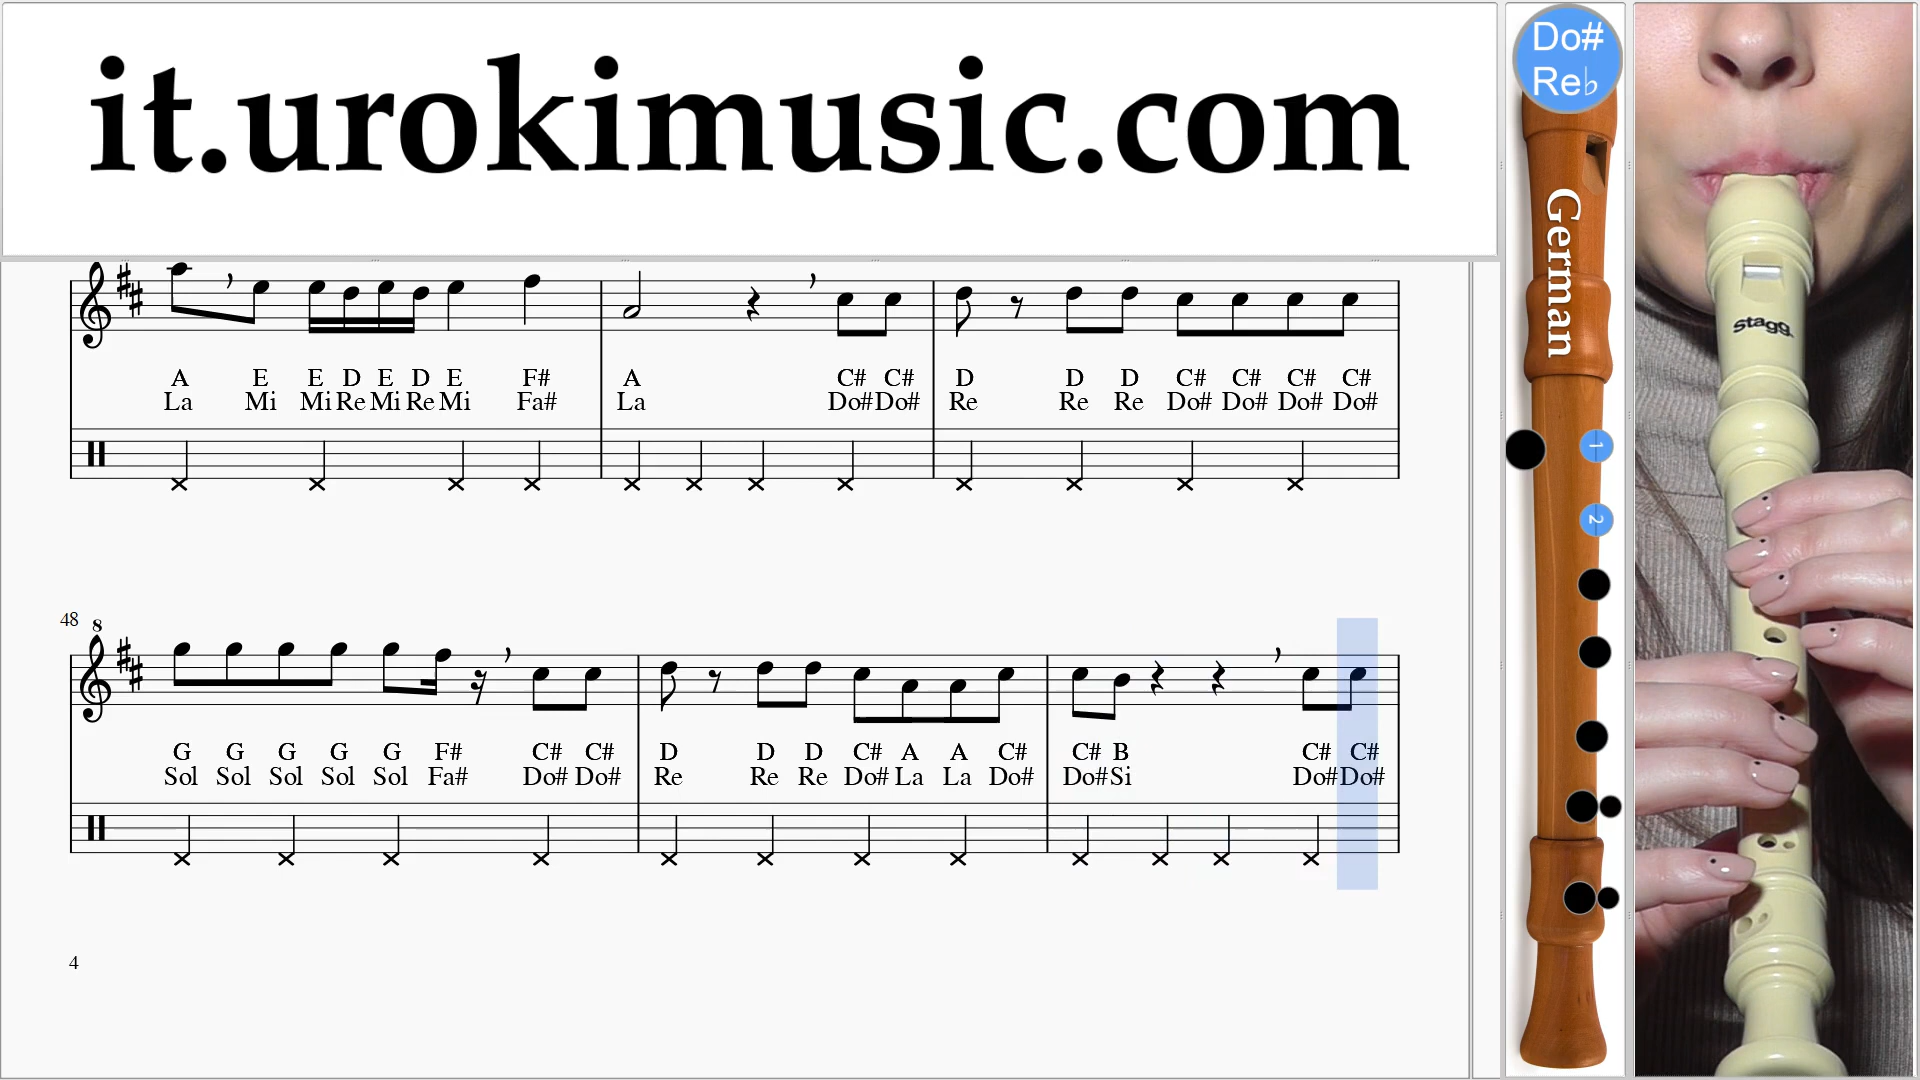 it.urokimusic.com
A E E D E D E F# A C# C# D D D C# C# C# C#
La Mi Mi Re Mi Re Mi Fa# La Do# Do# Re Re Re Do# Do# Do# Do#
48
8
G G G G G F# C# C# D D D C# A A C# C# B C# C#
Sol Sol Sol Sol Sol Fa# Do# Do# Re Re Re Do# La La Do# Do# Si Do# Do#
4
Do#
Re♭
German
1
2
Stagg